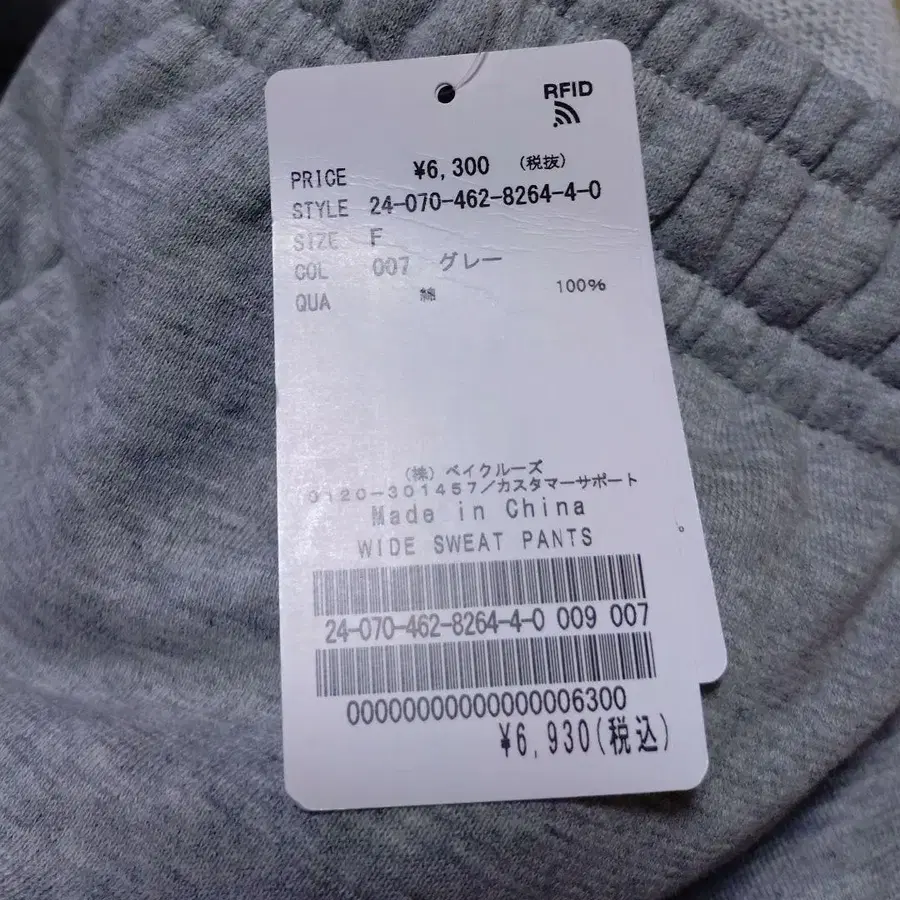 RFID
PRICE ¥6,300 (税抜)
STYLE 24-070-462-8264-4-0
SIZE F
COL 007 グレー
QUA 綿 100%
(株)ベイクルーズ
0120-301457/カスタマーサポート
Made in China
WIDE SWEAT PANTS
24-070-462-8264-4-0 009 007
00000000000000006300
¥6,930(税込)